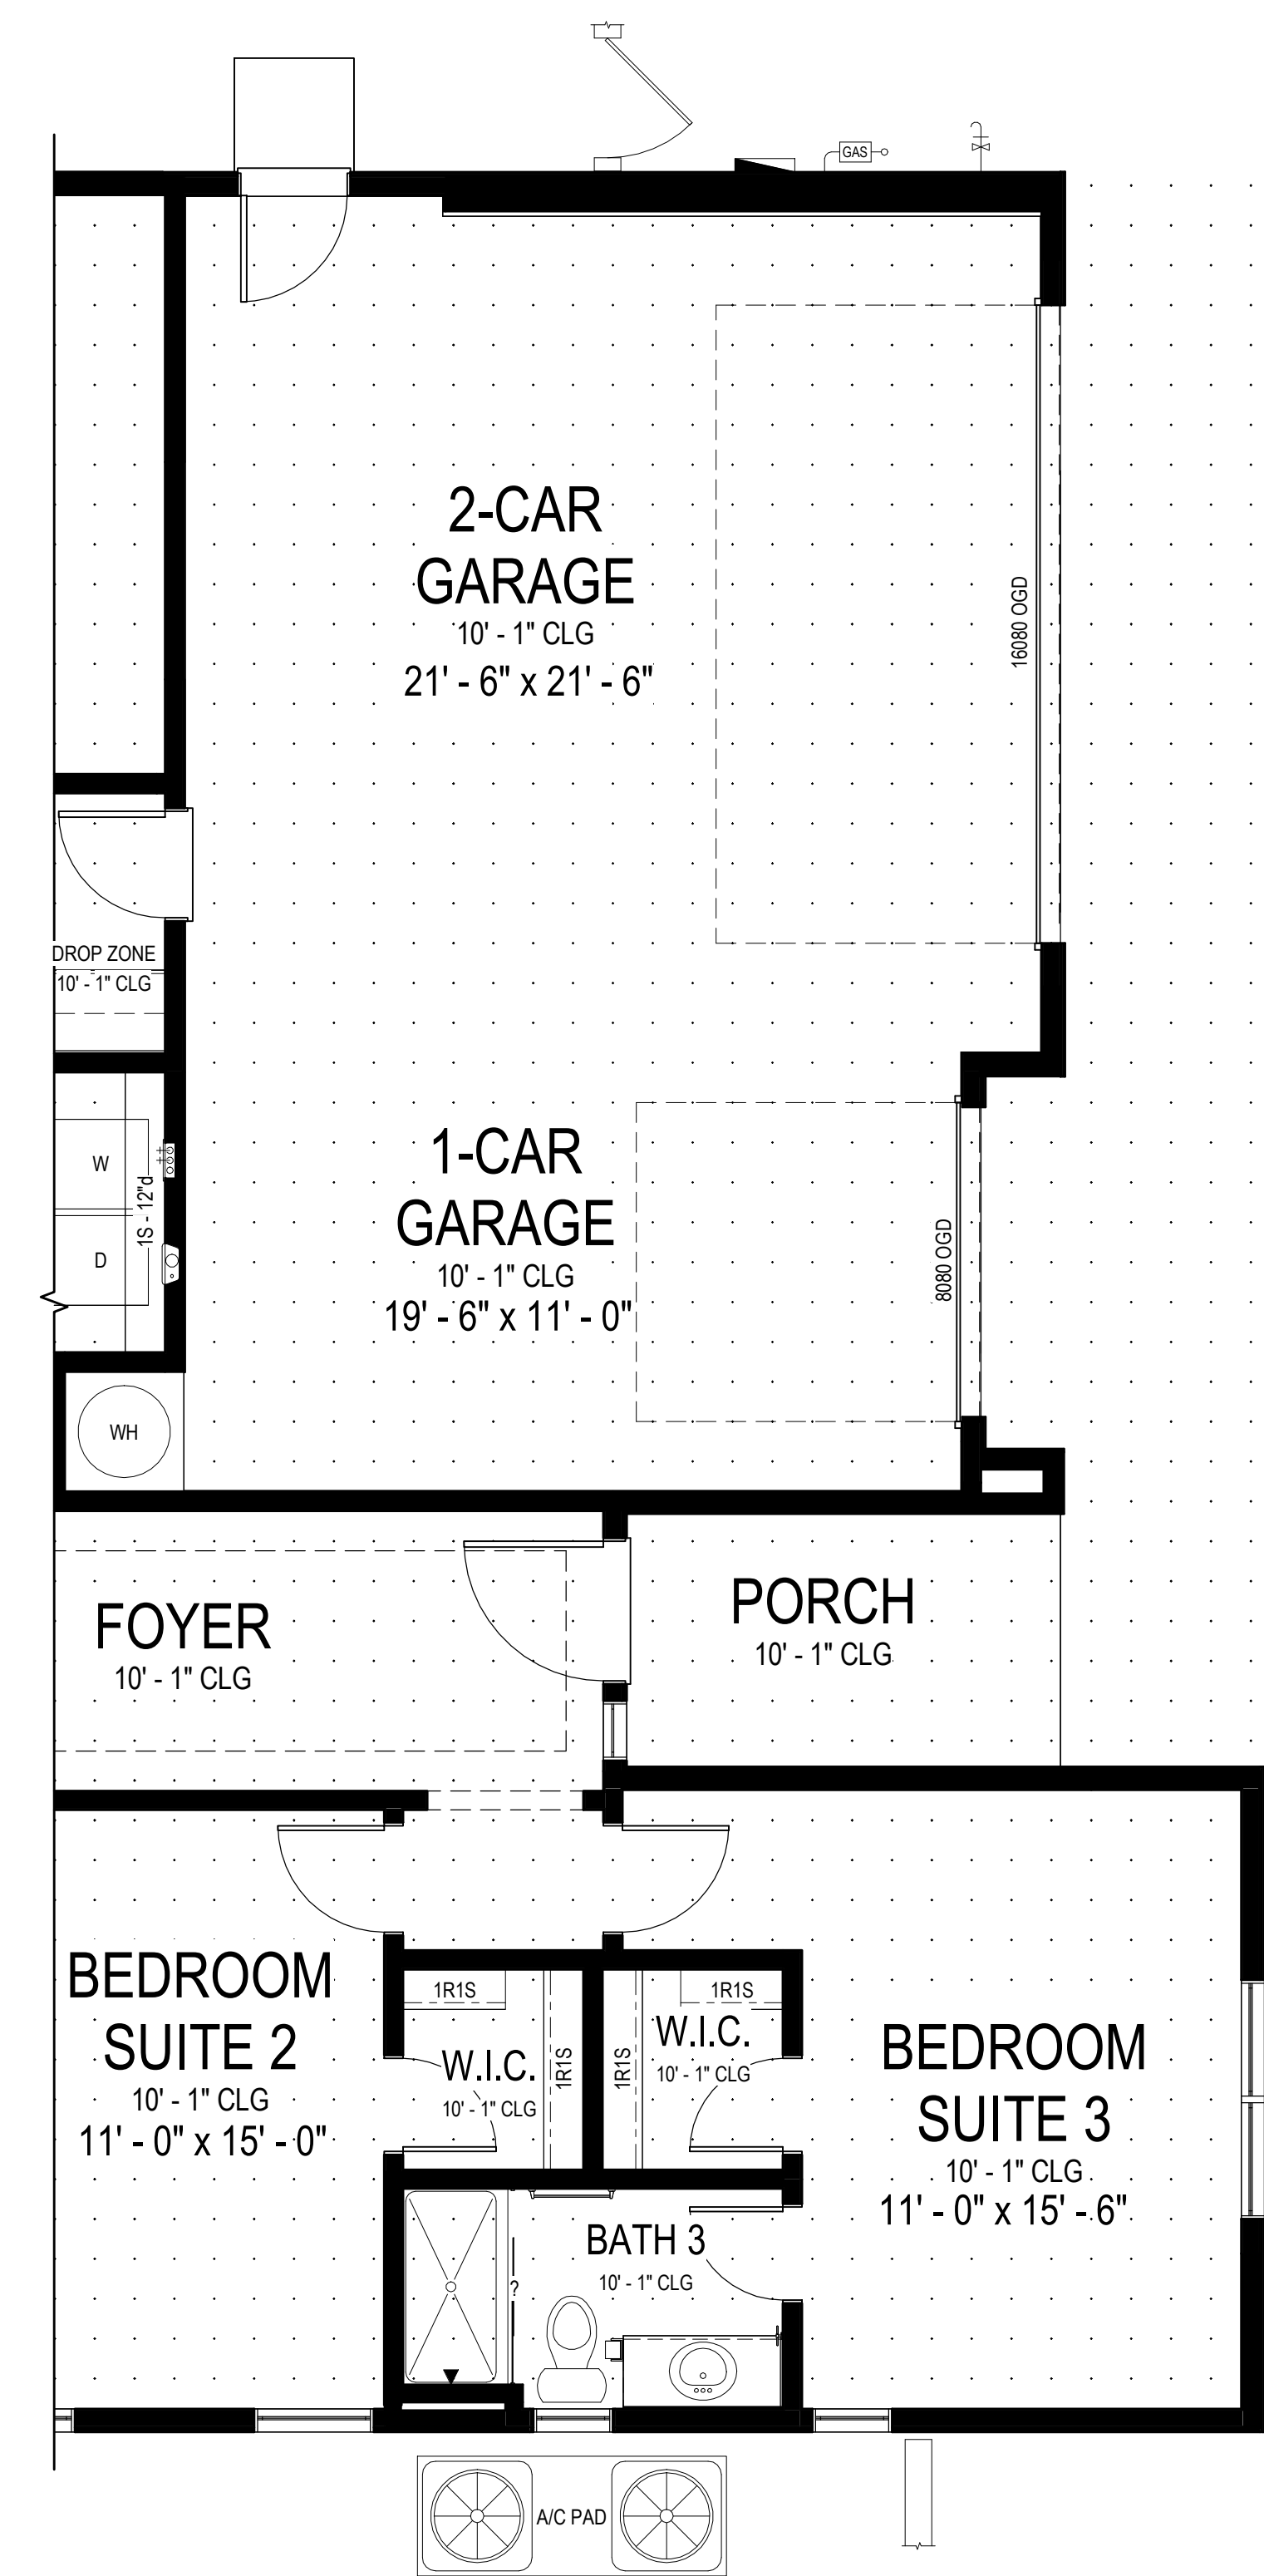 GAS
2-CAR
GARAGE
10' - 1" CLG
21' - 6" x 21' - 6"
16080 OGD
DROP ZONE
10' - 1" CLG
W
1S - 12"d
D
1-CAR
GARAGE
10' - 1" CLG
19' - 6" x 11' - 0"
8080 OGD
WH
FOYER
10' - 1" CLG
PORCH
10' - 1" CLG
BEDROOM
SUITE 2
10' - 1" CLG
11' - 0" x 15' - 0"
1R1S
W.I.C.
10' - 1" CLG
1R1S
1R1S
W.I.C.
10' - 1" CLG
1R1S
BEDROOM
SUITE 3
10' - 1" CLG
11' - 0" x 15' - 6"
BATH 3
10' - 1" CLG
?
A/C PAD